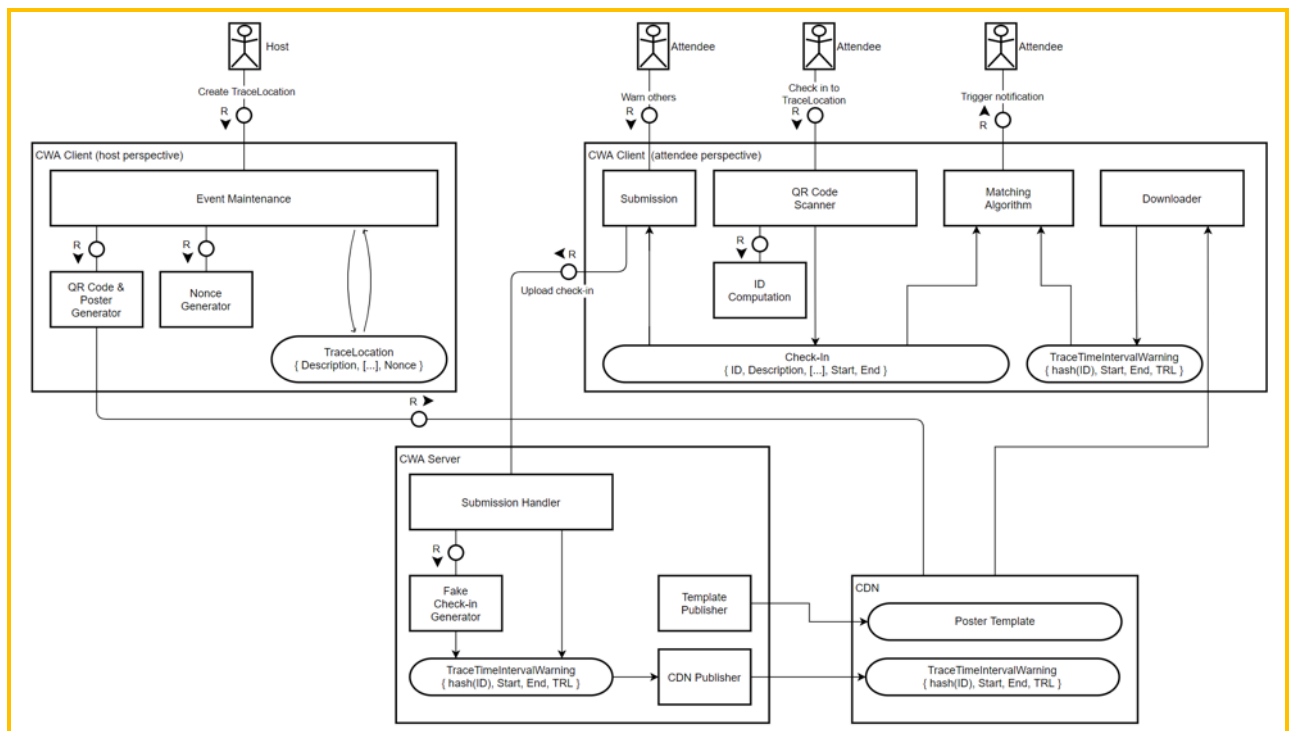 Host
Attendee
Attendee
Attendee
Create TraceLocation
R
Warn others
R
Check in to
TraceLocation
R
Trigger notification
R
CWA Client (host perspective)
Event Maintenance
R
R
QR Code &
Poster
Generator
Nonce
Generator
TraceLocation
{ Description, [...], Nonce }
CWA Client (attendee perspective)
Submission
QR Code
Scanner
Matching
Algorithm
Downloader
R
R
Upload check-in
ID
Computation
Check-In
{ ID, Description, [...], Start, End }
TraceTimeIntervalWarning
{ hash(ID), Start, End, TRL }
R
CWA Server
Submission Handler
R
Fake
Check-in
Generator
TraceTimeIntervalWarning
{ hash(ID), Start, End, TRL }
Template
Publisher
CDN Publisher
CDN
Poster Template
TraceTimeIntervalWarning
{ hash(ID), Start, End, TRL }